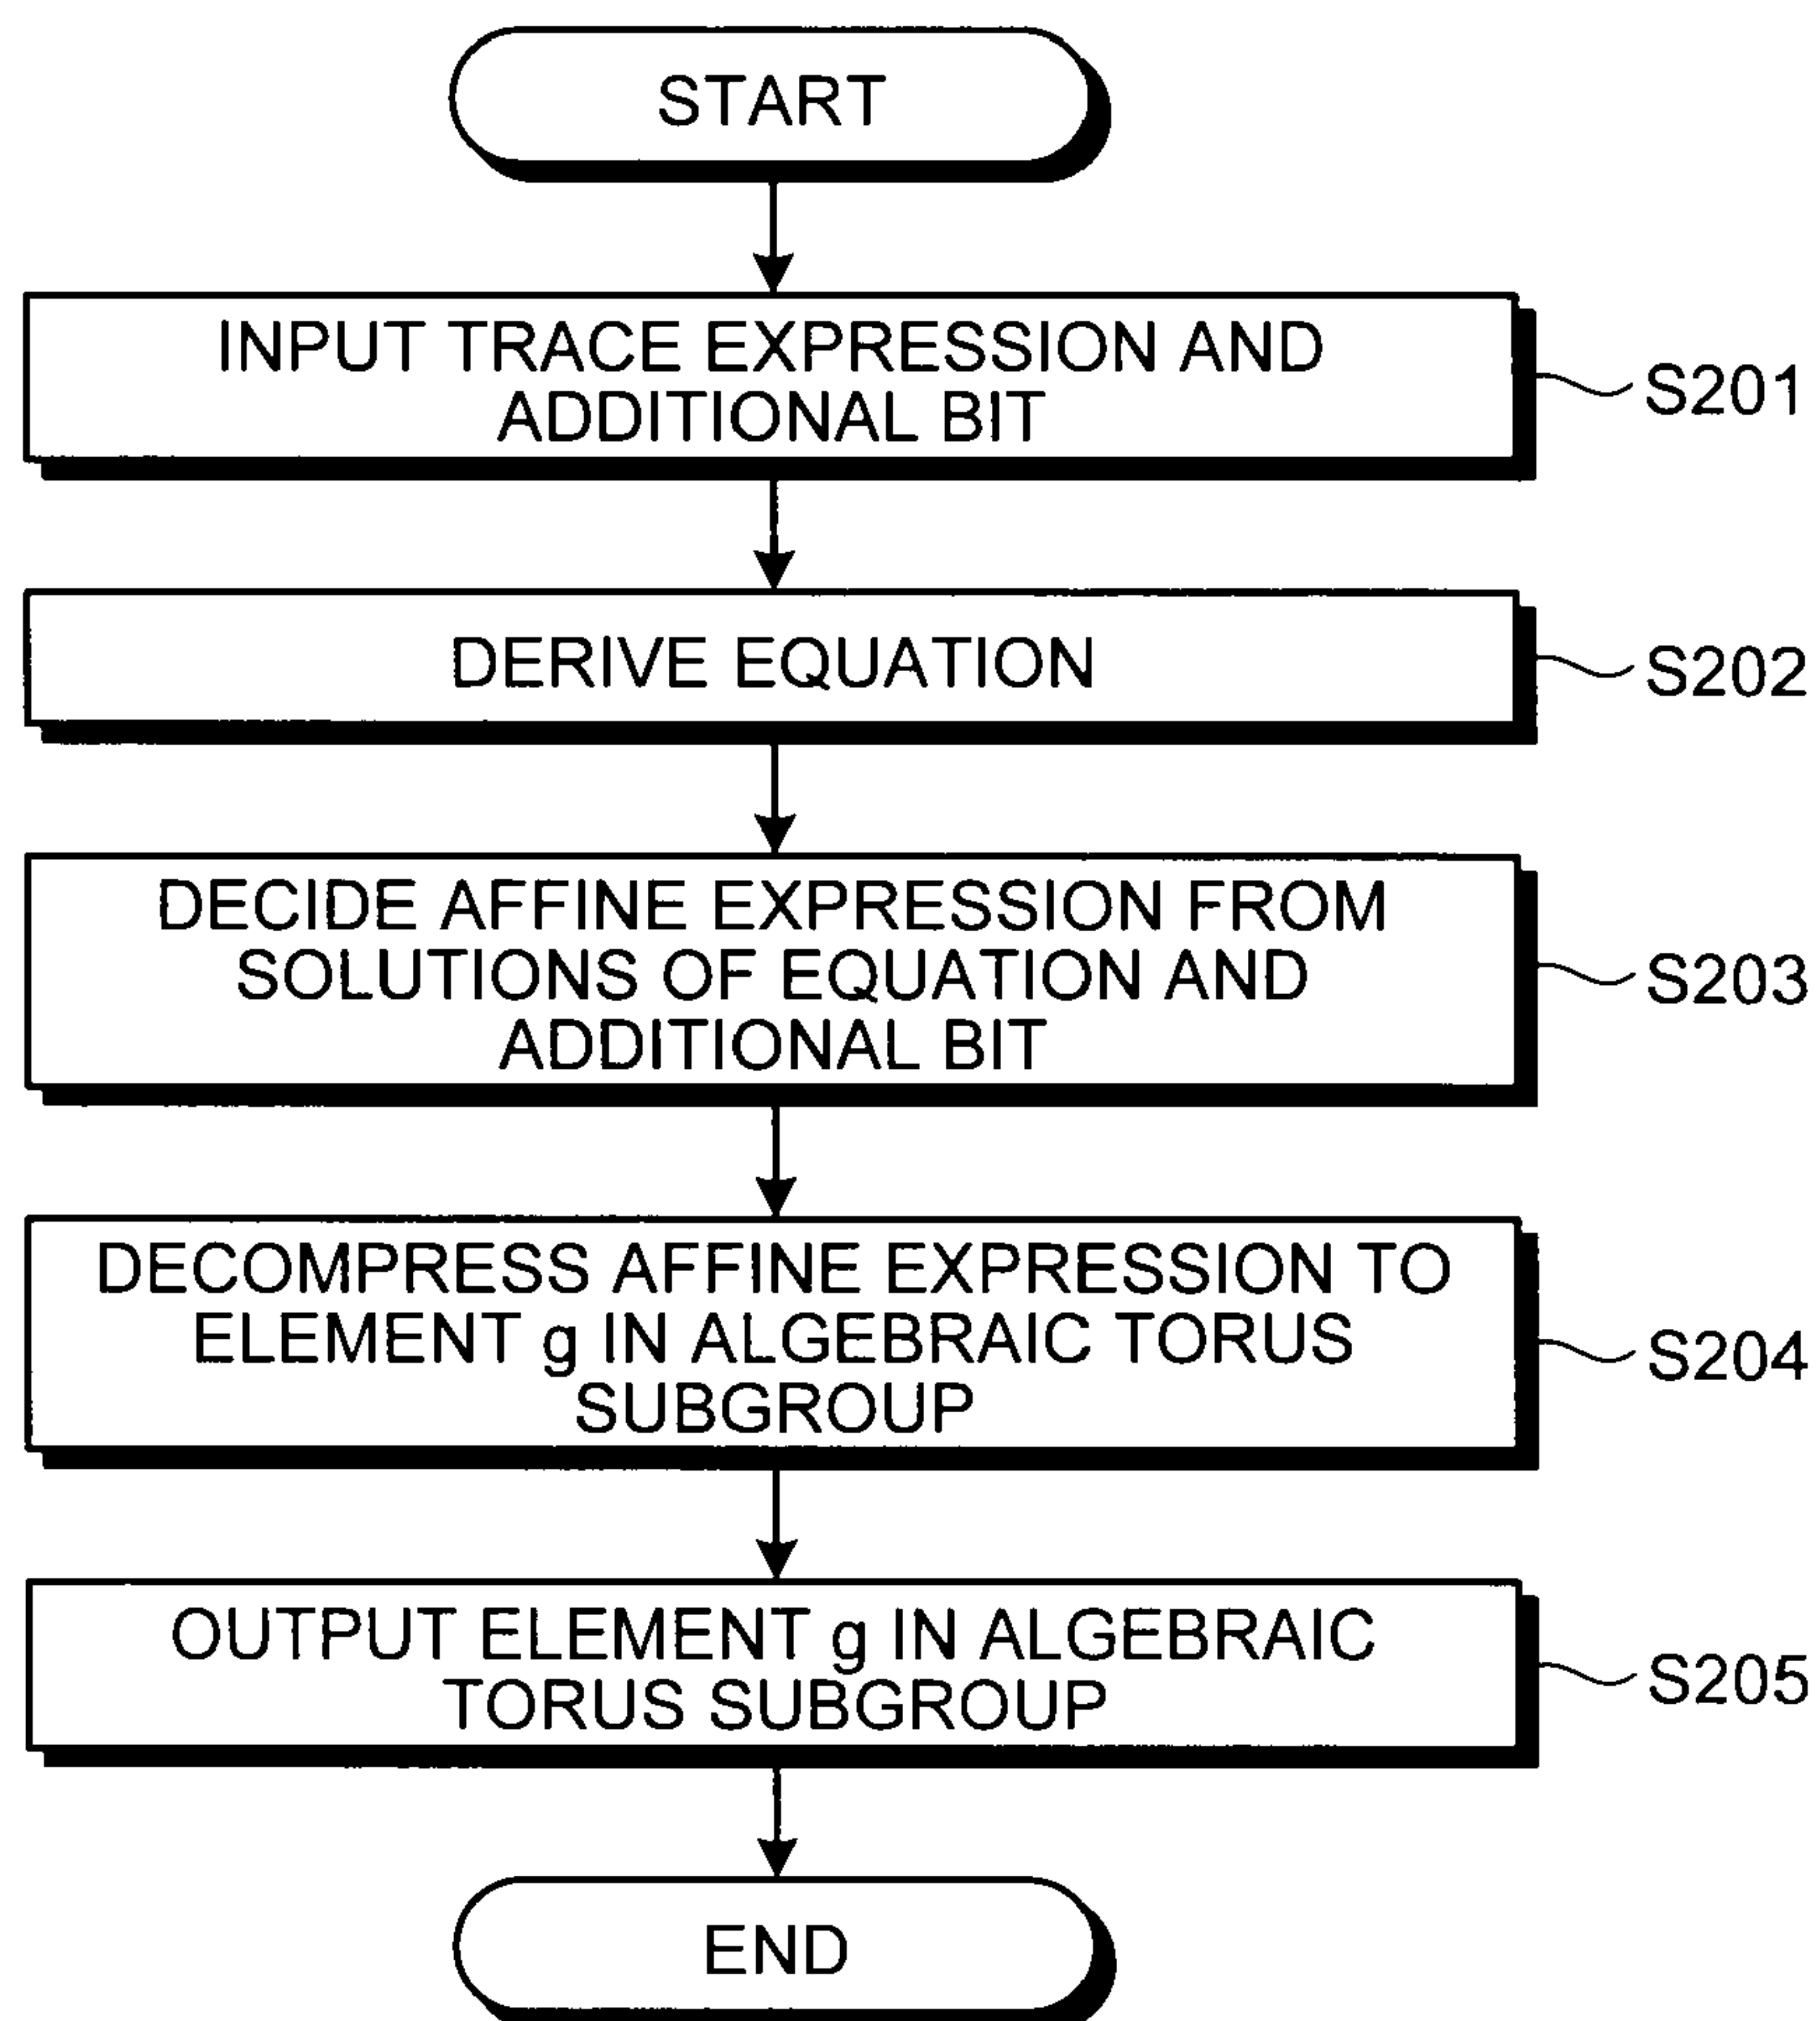 START
INPUT TRACE EXPRESSION AND
ADDITIONAL BIT
S201
DERIVE EQUATION
S202
DECIDE AFFINE EXPRESSION FROM
SOLUTIONS OF EQUATION AND
ADDITIONAL BIT
S203
DECOMPRESS AFFINE EXPRESSION TO
ELEMENT g IN ALGEBRAIC TORUS
SUBGROUP
S204
OUTPUT ELEMENT g IN ALGEBRAIC
TORUS SUBGROUP
S205
END